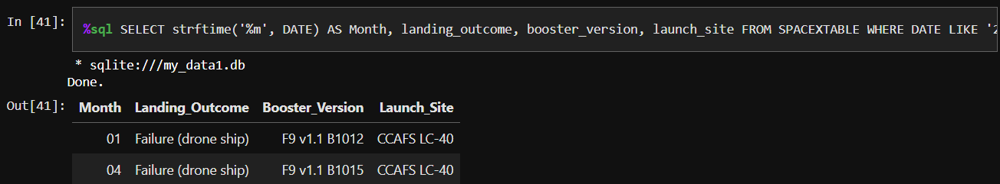 In [41]: %sql SELECT strftime('%m', DATE) AS Month, landing_outcome, booster_version, launch_site FROM SPACEXTABLE WHERE DATE LIKE '2
* sqlite:///my_data1.db
Done.
Out[41]: Month Landing_Outcome Booster_Version Launch_Site
01 Failure (drone ship) F9 v1.1 B1012 CCAFS LC-40
04 Failure (drone ship) F9 v1.1 B1015 CCAFS LC-40